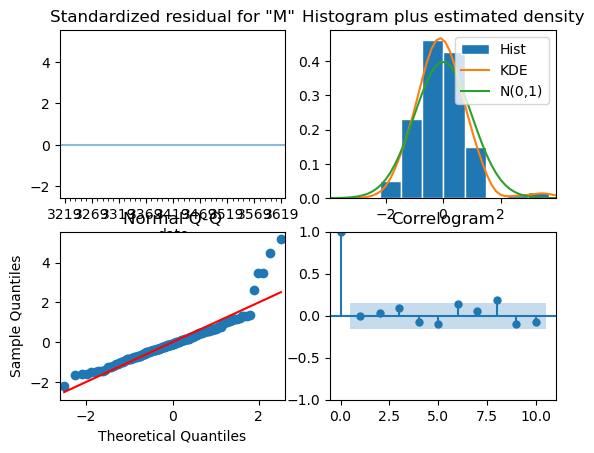 Standardized residual for "M"
4
2
0
−2
3219 3269 3319 3369 3419 3469 3519 3569 3619
date
Histogram plus estimated density
Hist
KDE
N(0,1)
0.4
0.3
0.2
0.1
0.0
−2 0 2
Normal Q-Q
Sample Quantiles
4
2
0
−2
−2 0 2
Theoretical Quantiles
Correlogram
1.0
0.5
0.0
−0.5
−1.0
0.0 2.5 5.0 7.5 10.0